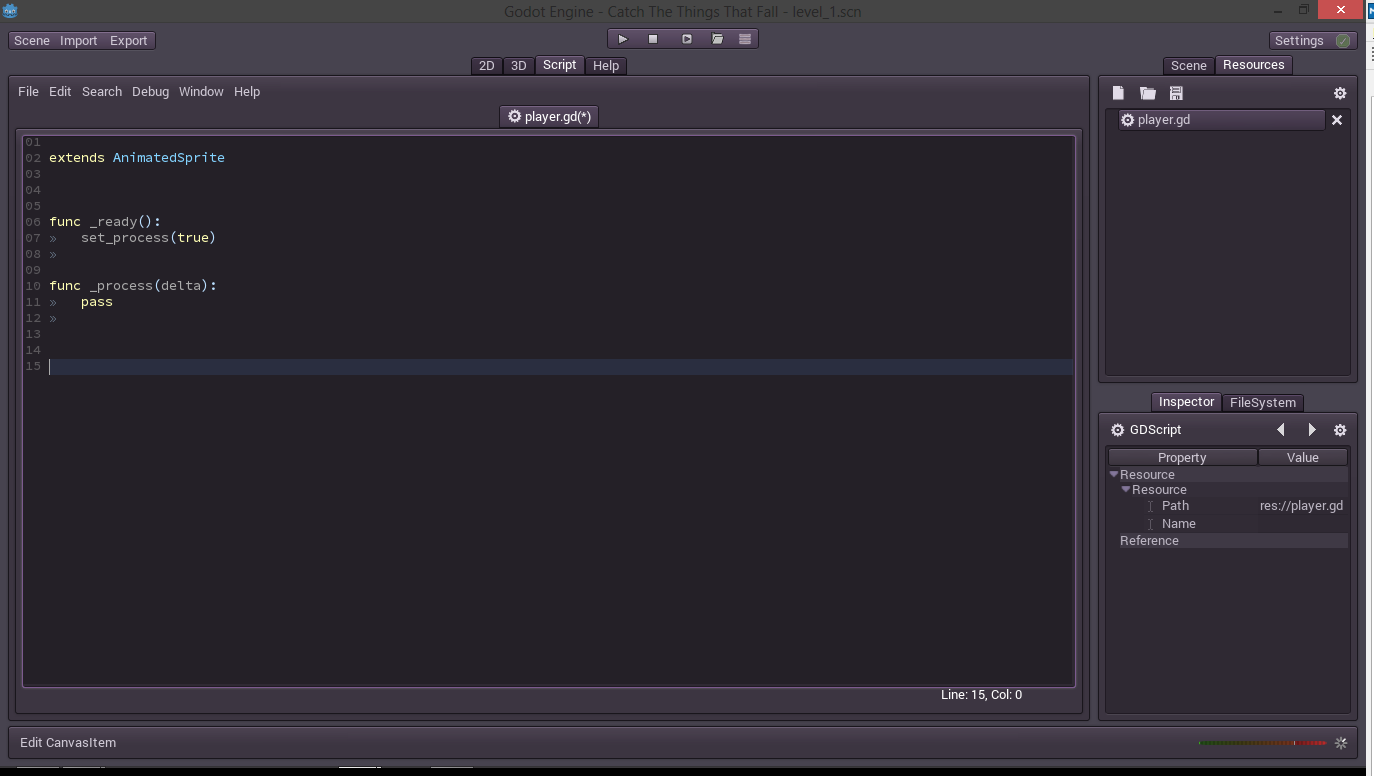 Godot Engine - Catch The Things That Fall - level_1.scn
Scene Import Export
Settings
2D 3D Script Help
Scene Resources
File Edit Search Debug Window Help
player.gd(*)
player.gd
01
02 extends AnimatedSprite
03
04
05
06 func _ready():
07 » set_process(true)
08 »
09
10 func _process(delta):
11 » pass
12 »
13
14
15
Line: 15, Col: 0
Inspector FileSystem
GDScript
Property Value
Resource
Resource
Path res://player.gd
Name
Reference
Edit CanvasItem